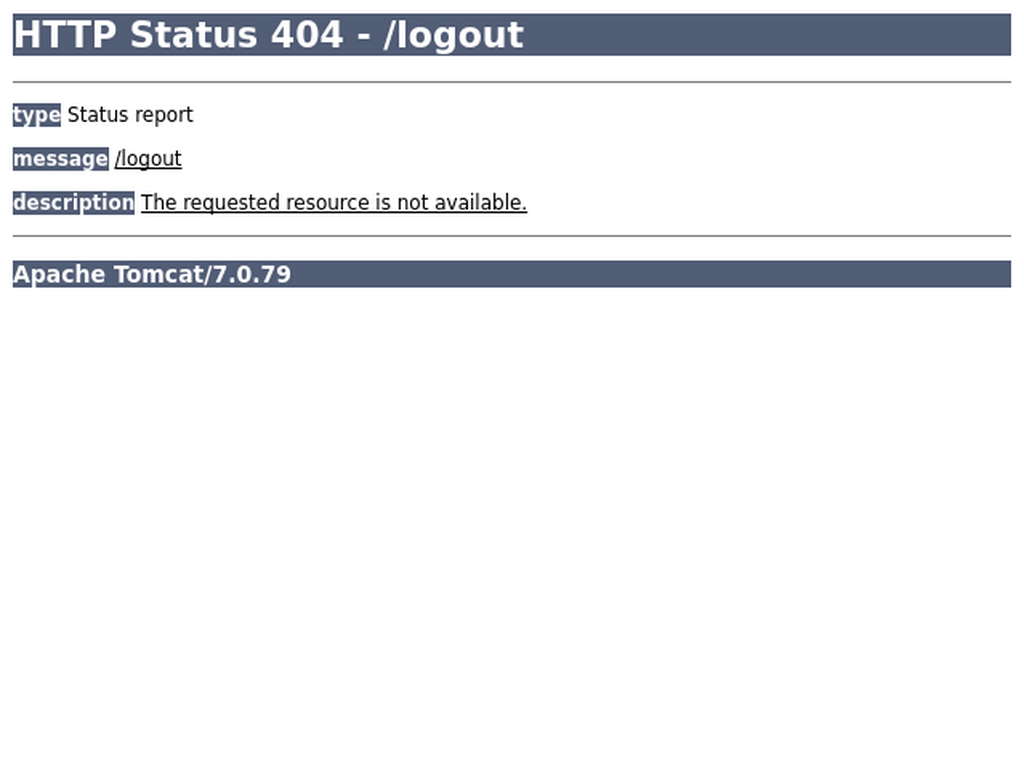 HTTP Status 404 - /logout
type Status report
message /logout
description The requested resource is not available.
Apache Tomcat/7.0.79